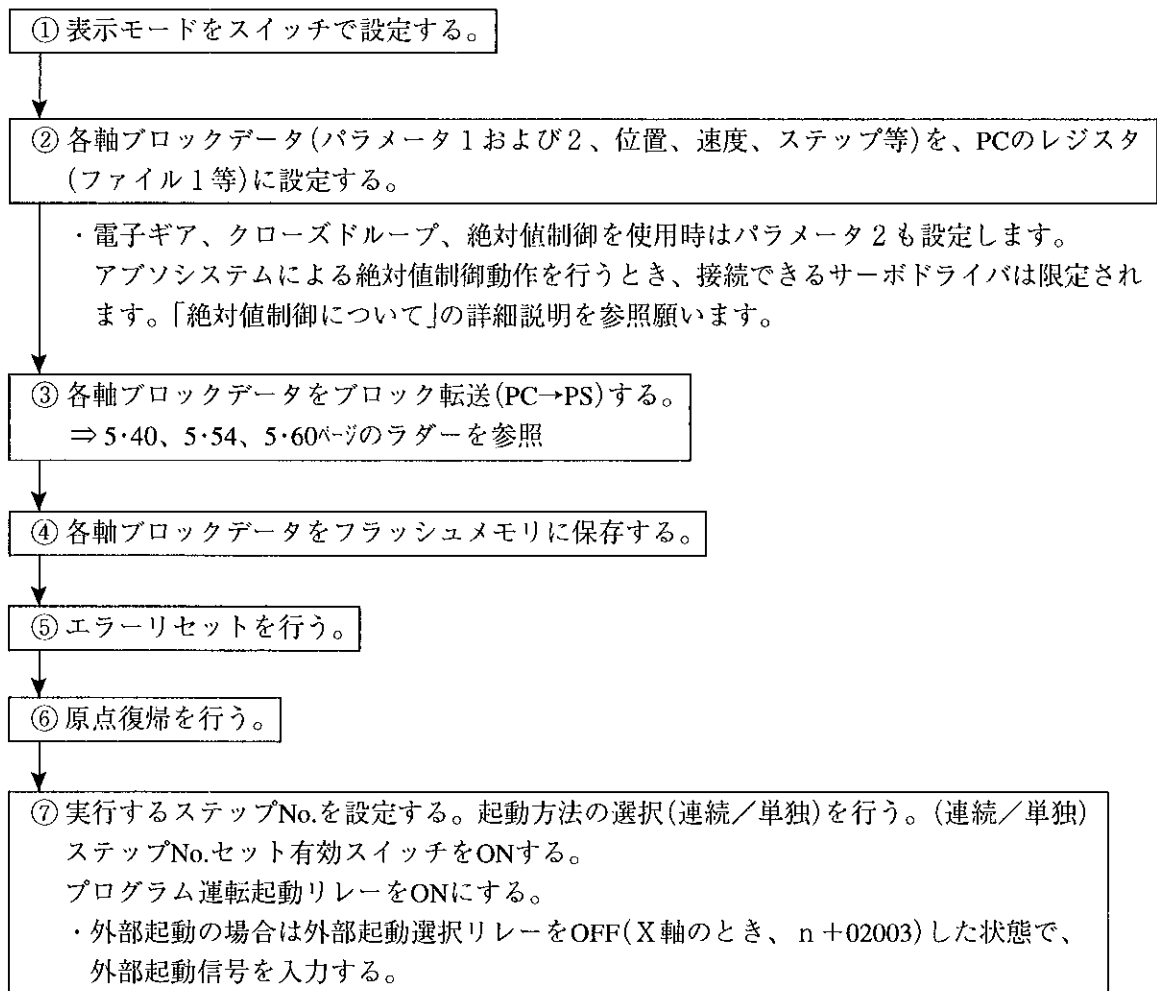 ① 表示モードをスイッチで設定する。
② 各軸ブロックデータ(パラメータ1および2、位置、速度、ステップ等)を、PCのレジスタ
(ファイル1等)に設定する。
・電子ギア、クローズドループ、絶対値制御を使用時はパラメータ2も設定します。
アブソシステムによる絶対値制御動作を行うとき、接続できるサーボドライバは限定され
ます。「絶対値制御について」の詳細説明を参照願います。
③ 各軸ブロックデータをブロック転送(PC→PS)する。
⇒ 5・40、5・54、5・60ページのラダーを参照
④ 各軸ブロックデータをフラッシュメモリに保存する。
⑤ エラーリセットを行う。
⑥ 原点復帰を行う。
⑦ 実行するステップNo.を設定する。起動方法の選択(連続/単独)を行う。(連続/単独)
ステップNo.セット有効スイッチをONする。
プログラム運転起動リレーをONにする。
・外部起動の場合は外部起動選択リレーをOFF(X軸のとき、n+02003)した状態で、
外部起動信号を入力する。